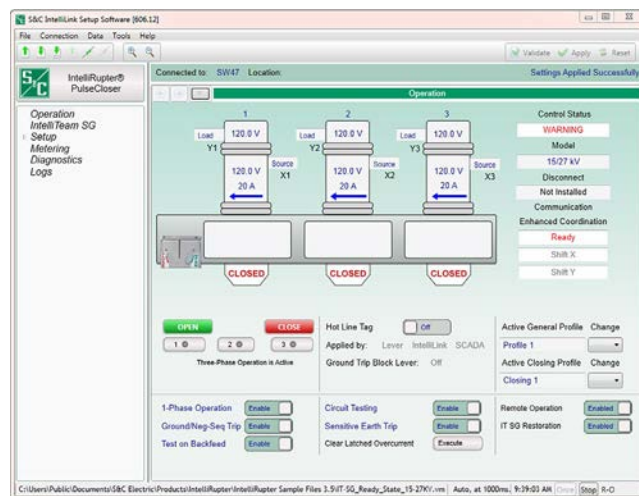 S&C IntelliLink Setup Software [606.12]
File Connection Data Tools Help
Validate Apply Reset
S&C IntelliRupter® PulseCloser
Connected to: SW47 Location: Settings Applied Successfully
Operation
Operation
IntelliTeam SG
Setup
Metering
Diagnostics
Logs
1 2 3
Load 120.0 V Load 120.0 V Load 120.0 V
Y1 Y2 Y3
120.0 V Source 120.0 V Source 120.0 V Source
X1 X2 X3
20 A 20 A 20 A
CLOSED CLOSED CLOSED
Control Status
WARNING
Model
15/27 kV
Disconnect
Not Installed
Communication
Enhanced Coordination
Ready
Shift X
Shift Y
OPEN CLOSE
1 2 3
Three-Phase Operation is Active
Hot Line Tag Off
Applied by: Lever IntelliLink SCADA
Ground Trip Block Lever: Off
Active General Profile Change
Profile 1
Active Closing Profile Change
Closing 1
1-Phase Operation Enable
Ground/Neg-Seq Trip Enable
Test on Backfeed Enable
Circuit Testing Enable
Sensitive Earth Trip Enable
Clear Latched Overcurrent Execute
Remote Operation Enabled
IT SG Restoration Enabled
C:\Users\Public\Documents\S&C Electric\Products\IntelliRupter\IntelliRupter Sample Files 3.5\IT-SG_Ready_State_15-27KV.vm Auto, at 1000ms. 9:39:03 AM Once Stop R-O